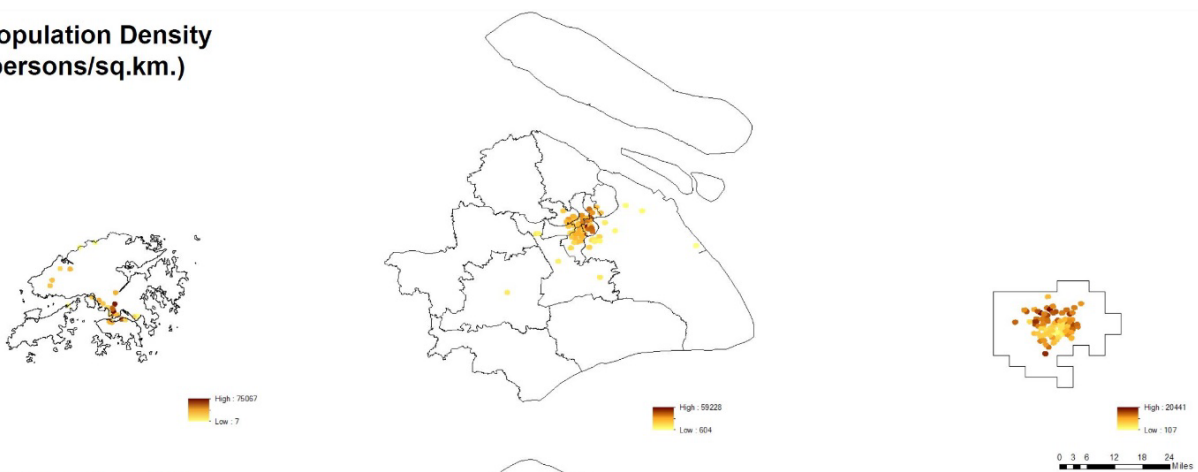 opulation Density
persons/sq.km.)
High : 75067
Low : 7
High : 59228
Low : 604
High : 20441
Low : 107
0 3 6 12 18 24
Miles